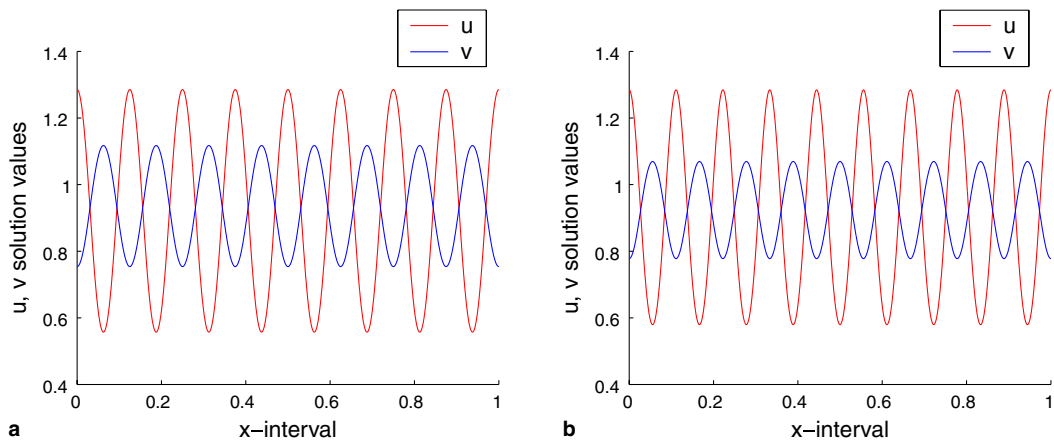 u
v
1.4
1.2
1
0.8
0.6
0.4
u, v solution values
0 0.2 0.4 0.6 0.8 1
x-interval
a
u
v
1.4
1.2
1
0.8
0.6
0.4
u, v solution values
0 0.2 0.4 0.6 0.8 1
x-interval
b